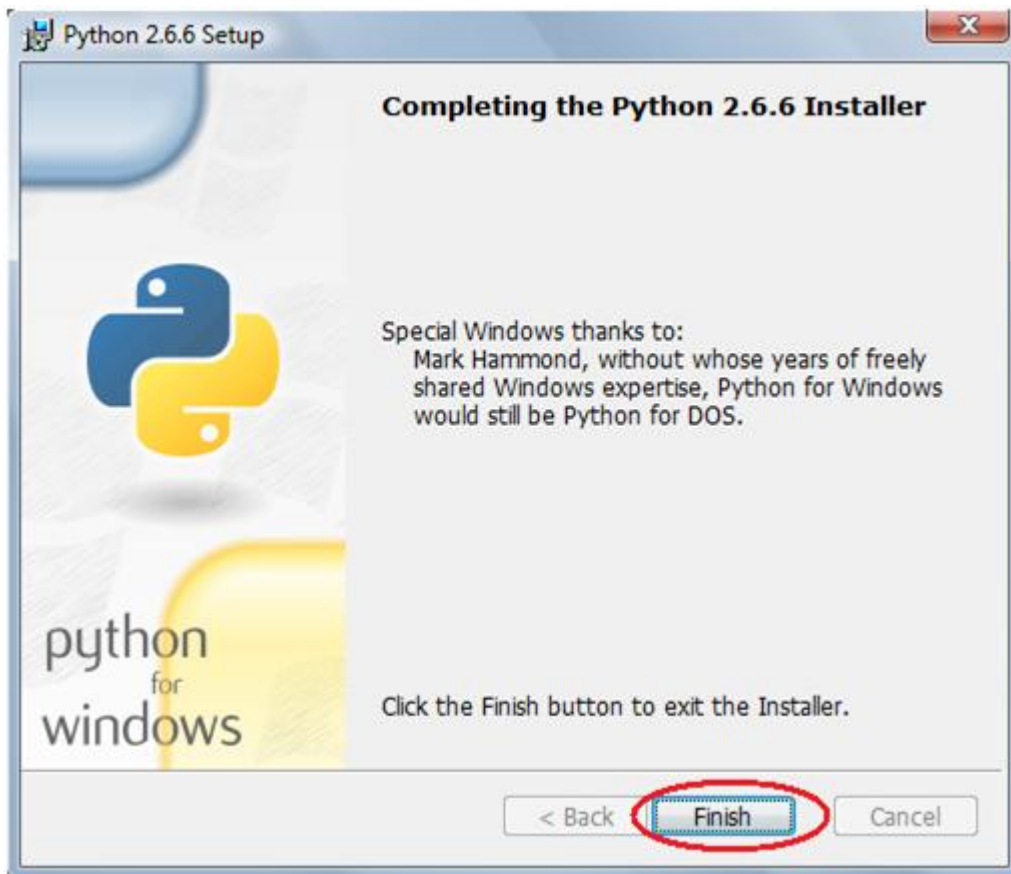 Python 2.6.6 Setup
Completing the Python 2.6.6 Installer
Special Windows thanks to:
Mark Hammond, without whose years of freely
shared Windows expertise, Python for Windows
would still be Python for DOS.
python
for
windows
Click the Finish button to exit the Installer.
< Back
Finish
Cancel